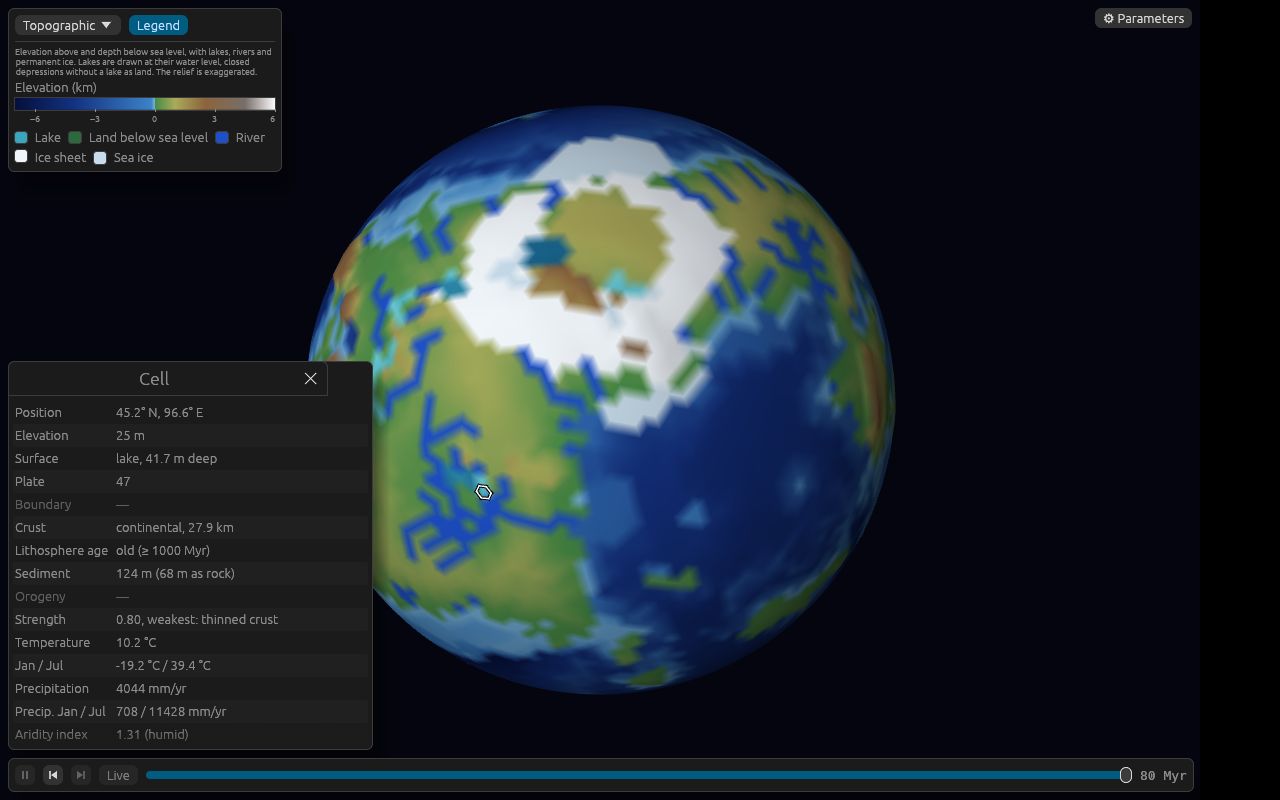 Topographic Legend
Elevation above and depth below sea level, with lakes, rivers and
permanent ice. Lakes are drawn at their water level, closed
depressions without a lake as land. The relief is exaggerated.
Elevation (km)
−6 −3 0 3 6
Lake Land below sea level River
Ice sheet Sea ice
⚙ Parameters
Cell
Position 45.2° N, 96.6° E
Elevation 25 m
Surface lake, 41.7 m deep
Plate 47
Boundary —
Crust continental, 27.9 km
Lithosphere age old (≥ 1000 Myr)
Sediment 124 m (68 m as rock)
Orogeny —
Strength 0.80, weakest: thinned crust
Temperature 10.2 °C
Jan / Jul -19.2 °C / 39.4 °C
Precipitation 4044 mm/yr
Precip. Jan / Jul 708 / 11428 mm/yr
Aridity index 1.31 (humid)
Live 80 Myr